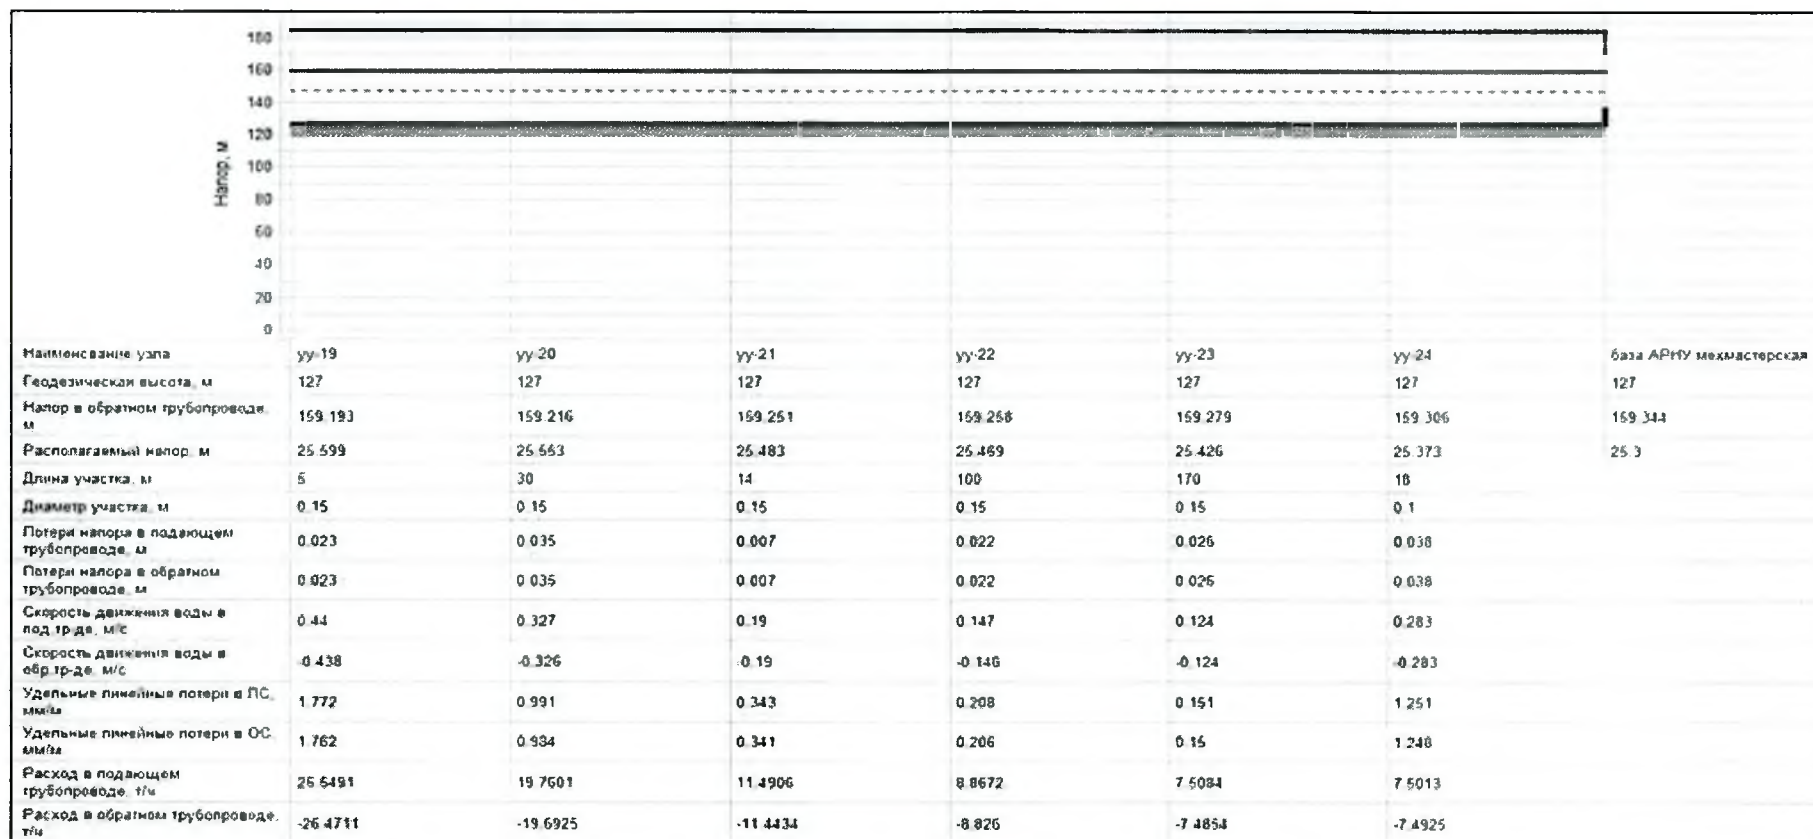 180
160
140
120
100
80
60
40
20
0
Напор, м
Наименование узла уу-19 уу-20 уу-21 уу-22 уу-23 уу-24 база АРНУ мехмастерская
Геодезическая высота, м 127 127 127 127 127 127 127
Напор в обратном трубопроводе, м 159.193 159.216 159.251 159.258 159.279 159.306 159.344
Располагаемый напор, м 25.599 25.553 25.483 25.469 25.426 25.373 25.3
Длина участка, м 5 30 14 100 170 18
Диаметр участка, м 0.15 0.15 0.15 0.15 0.15 0.1
Потери напора в подающем
трубопроводе, м 0.023 0.035 0.007 0.022 0.026 0.038
Потери напора в обратном
трубопроводе, м 0.023 0.035 0.007 0.022 0.026 0.038
Скорость движения воды в
под.тр-де, м/с 0.44 0.327 0.19 0.147 0.124 0.283
Скорость движения воды в
обр.тр-де, м/с -0.438 -0.326 -0.19 -0.146 -0.124 -0.283
Удельные линейные потери в ПС,
мм/м 1.772 0.991 0.343 0.208 0.151 1.251
Удельные линейные потери в ОС,
мм/м 1.762 0.984 0.341 0.206 0.15 1.248
Расход в подающем
трубопроводе, т/ч 26.5491 19.7601 11.4906 8.8672 7.5084 7.5013
Расход в обратном трубопроводе,
т/ч -26.4711 -19.6925 -11.4434 -8.826 -7.4854 -7.4925